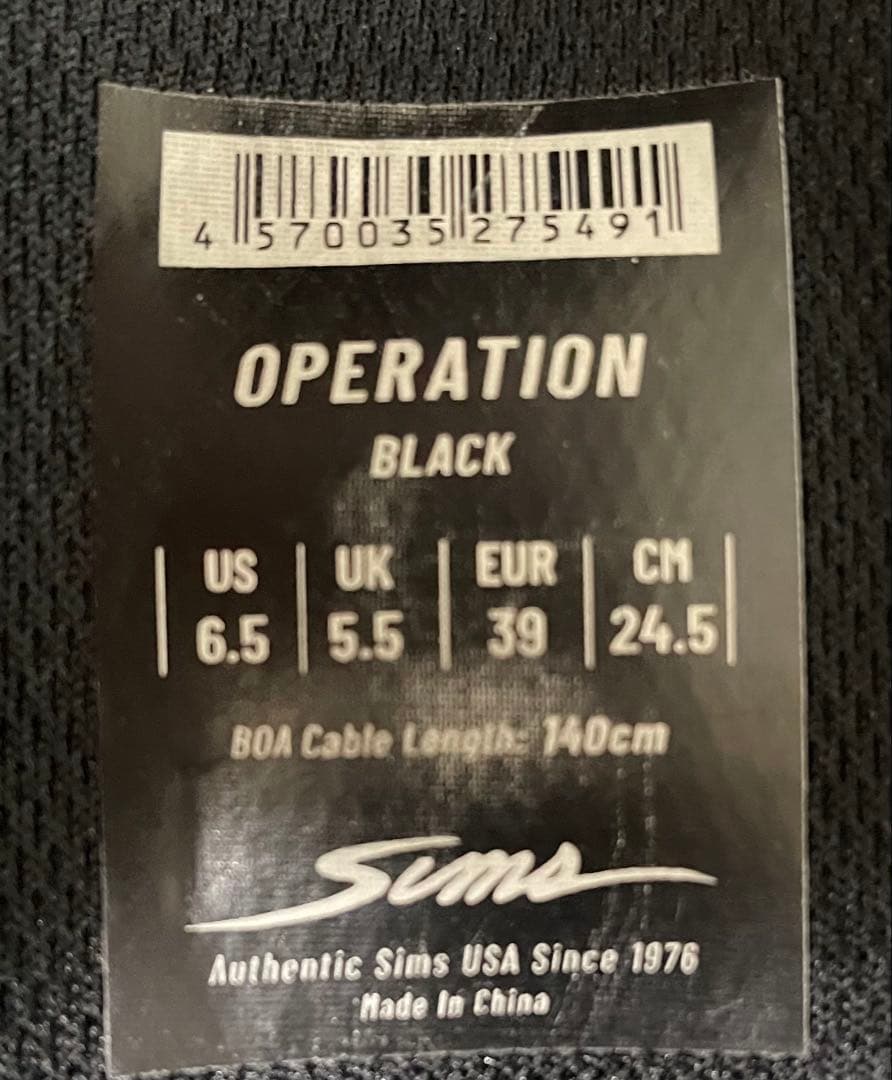 4 570035 275491
OPERATION
BLACK
US UK EUR CM
6.5 5.5 39 24.5
BOA Cable Length: 140cm
Sims
Authentic Sims USA Since 1976
Made In China